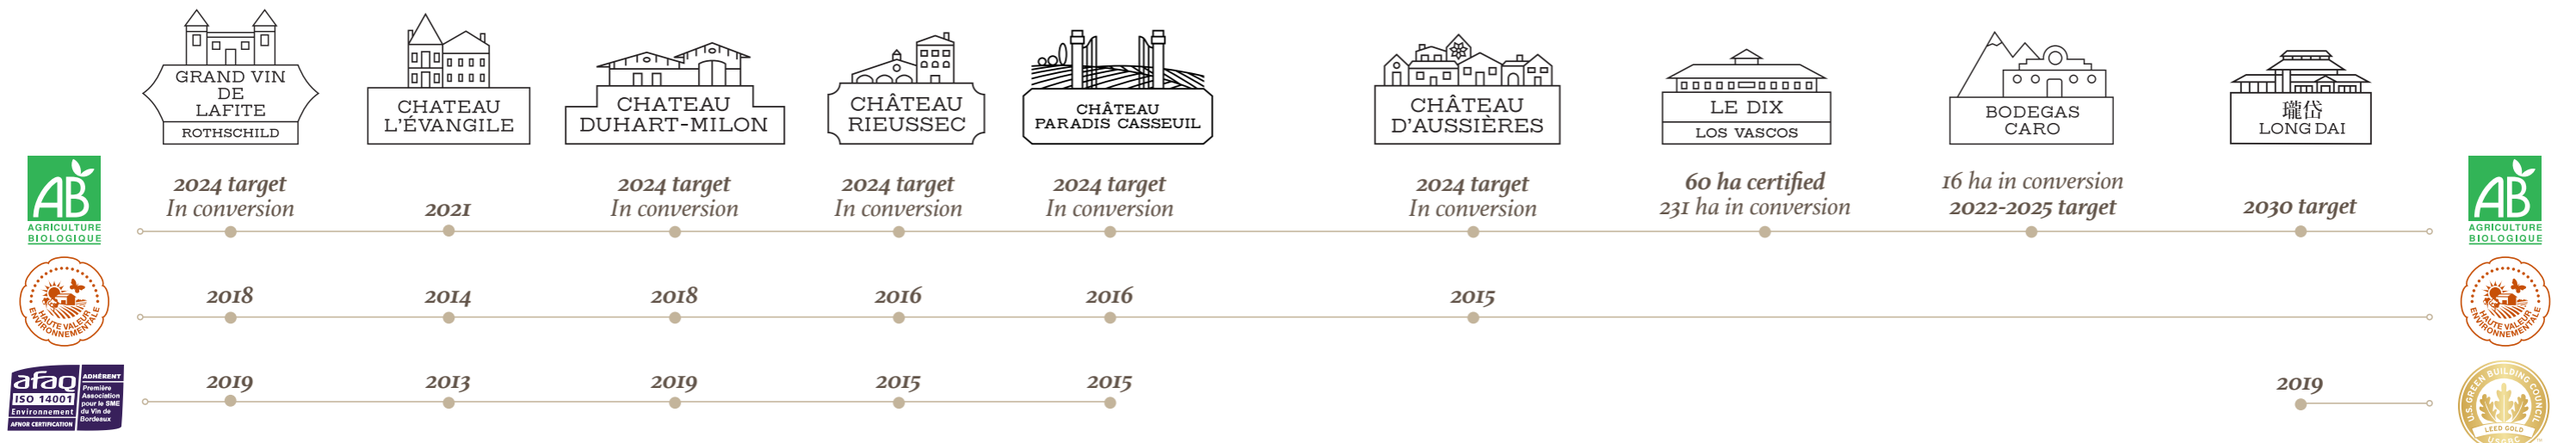 GRAND VIN
DE
LAFITE
ROTHSCHILD
CHATEAU
L'ÉVANGILE
CHATEAU
DUHART-MILON
CHÂTEAU
RIEUSSEC
CHÂTEAU
PARADIS CASSEUIL
CHÂTEAU
D'AUSSIÈRES
LE DIX
LOS VASCOS
BODEGAS
CARO
瓏岱
LONG DAI
AB
AGRICULTURE
BIOLOGIQUE
2024 target
In conversion
2021
2024 target
In conversion
2024 target
In conversion
2024 target
In conversion
2024 target
In conversion
60 ha certified
231 ha in conversion
16 ha in conversion
2022-2025 target
2030 target
AB
AGRICULTURE
BIOLOGIQUE
HAUTE VALEUR
ENVIRONNEMENTALE
2018
2014
2018
2016
2016
2015
HAUTE VALEUR
ENVIRONNEMENTALE
afaq
ISO 14001
Environnement
AFNOR CERTIFICATION
ADHÉRENT
Première
Association
pour le SME
du Vin de
Bordeaux
2019
2013
2019
2015
2015
2019
U.S. GREEN BUILDING COUNCIL
LEED GOLD
USGBC